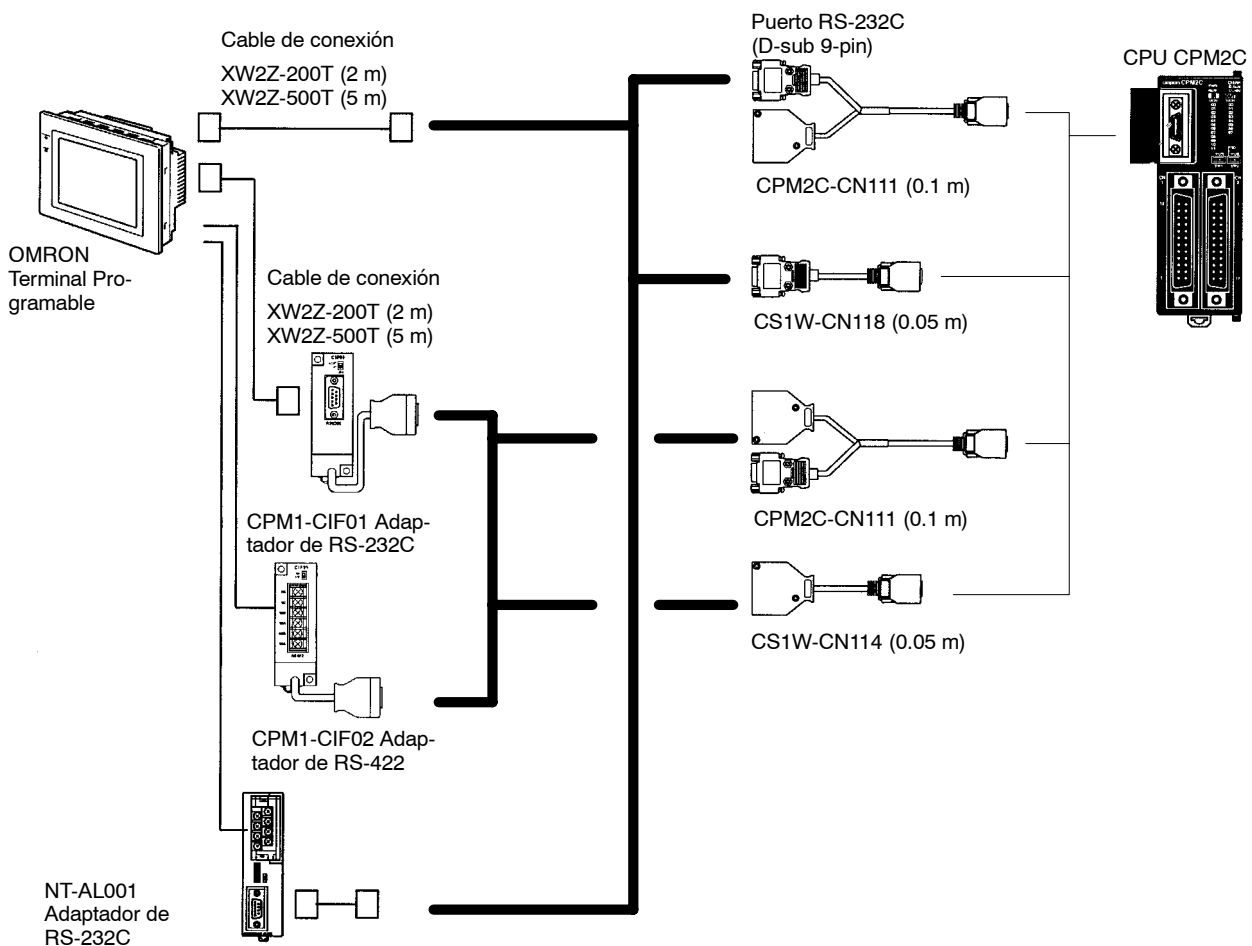 Cable de conexión
XW2Z-200T (2 m)
XW2Z-500T (5 m)
Puerto RS-232C
(D-sub 9-pin)
CPU CPM2C
CPM2C-CN111 (0.1 m)
OMRON
Terminal Pro-
gramable
Cable de conexión
XW2Z-200T (2 m)
XW2Z-500T (5 m)
CS1W-CN118 (0.05 m)
CPM1-CIF01 Adap-
tador de RS-232C
CPM2C-CN111 (0.1 m)
CS1W-CN114 (0.05 m)
CPM1-CIF02 Adap-
tador de RS-422
NT-AL001
Adaptador de
RS-232C